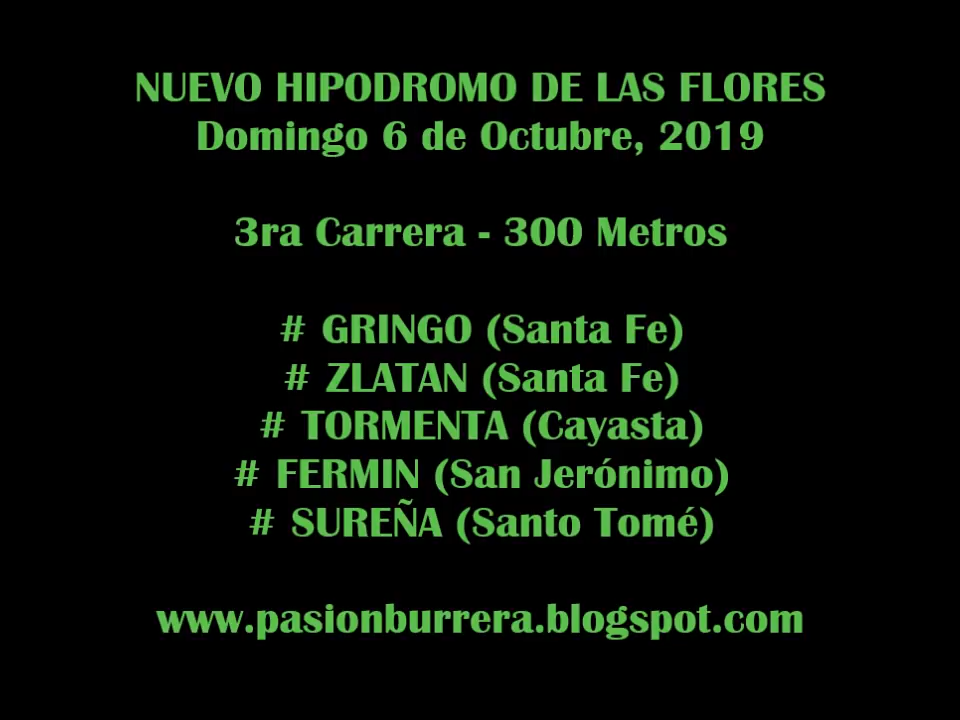 NUEVO HIPODROMO DE LAS FLORES
Domingo 6 de Octubre, 2019
3ra Carrera - 300 Metros
# GRINGO (Santa Fe)
# ZLATAN (Santa Fe)
# TORMENTA (Cayasta)
# FERMIN (San Jerónimo)
# SUREÑA (Santo Tomé)
www.pasionburrera.blogspot.com